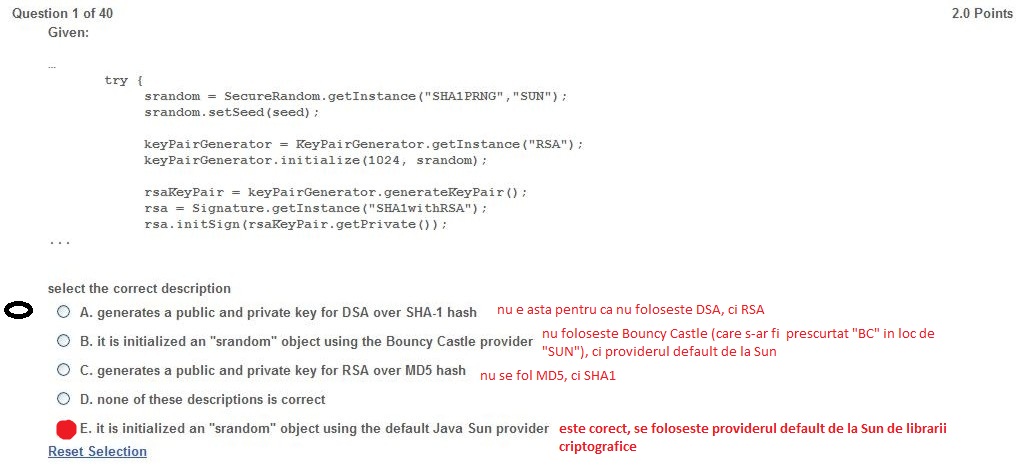 Question 1 of 40 2.0 Points
Given:
...
try {
srandom = SecureRandom.getInstance("SHA1PRNG","SUN");
srandom.setSeed(seed);
keyPairGenerator = KeyPairGenerator.getInstance("RSA");
keyPairGenerator.initialize(1024, srandom);
rsaKeyPair = keyPairGenerator.generateKeyPair();
rsa = Signature.getInstance("SHA1withRSA");
rsa.initSign(rsaKeyPair.getPrivate());
...
select the correct description
A. generates a public and private key for DSA over SHA-1 hash nu e asta pentru ca nu foloseste DSA, ci RSA
B. it is initialized an "srandom" object using the Bouncy Castle provider nu foloseste Bouncy Castle (care s-ar fi prescurtat "BC" in loc de
"SUN"), ci providerul default de la Sun
C. generates a public and private key for RSA over MD5 hash nu se fol MD5, ci SHA1
D. none of these descriptions is correct
E. it is initialized an "srandom" object using the default Java Sun provider este corect, se foloseste providerul default de la Sun de librarii
criptografice
Reset Selection